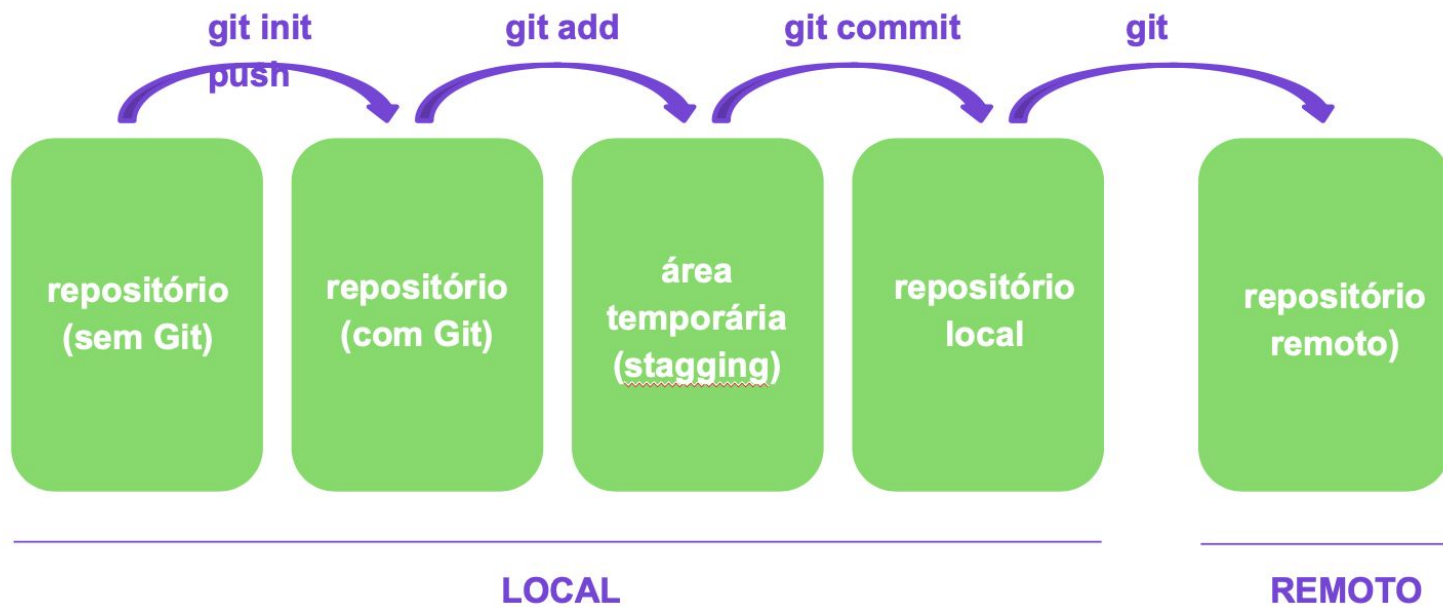 git init git add git commit git
push
repositório
(sem Git)
repositório
(com Git)
área
temporária
(stagging)
repositório
local
repositório
remoto)
LOCAL
REMOTO